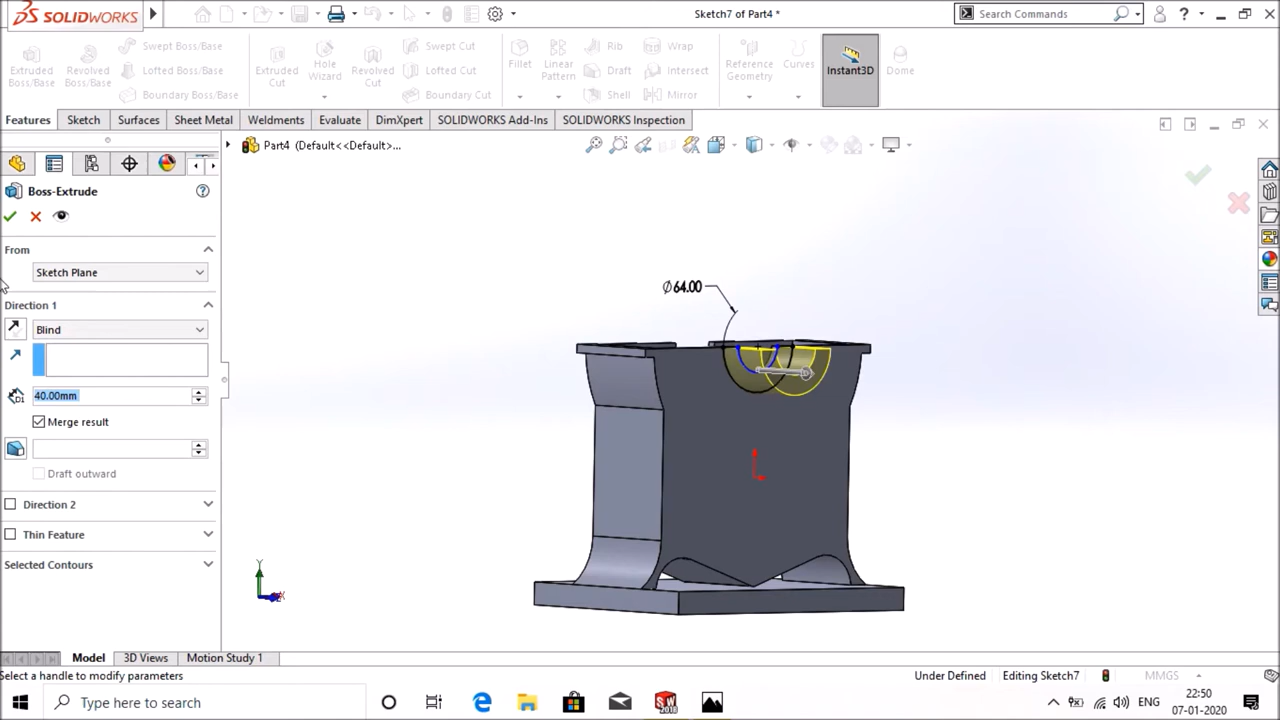 SOLIDWORKS
Sketch7 of Part4 *
Search Commands
?
Extruded Boss/Base
Revolved Boss/Base
Swept Boss/Base
Lofted Boss/Base
Boundary Boss/Base
Extruded Cut
Hole Wizard
Revolved Cut
Swept Cut
Lofted Cut
Boundary Cut
Fillet
Linear Pattern
Rib
Draft
Shell
Wrap
Intersect
Mirror
Reference Geometry
Curves
Instant3D
Dome
Features
Sketch
Surfaces
Sheet Metal
Weldments
Evaluate
DimXpert
SOLIDWORKS Add-Ins
SOLIDWORKS Inspection
Part4 (Default<<Default>...
Boss-Extrude
?
From
Sketch Plane
Direction 1
Blind
D1
40.00mm
Merge result
Draft outward
Direction 2
Thin Feature
Selected Contours
∅64.00
Y
X
Model
3D Views
Motion Study 1
Select a handle to modify parameters
Under Defined
Editing Sketch7
MMGS
Type here to search
SW
2018
ENG
22:50
07-01-2020